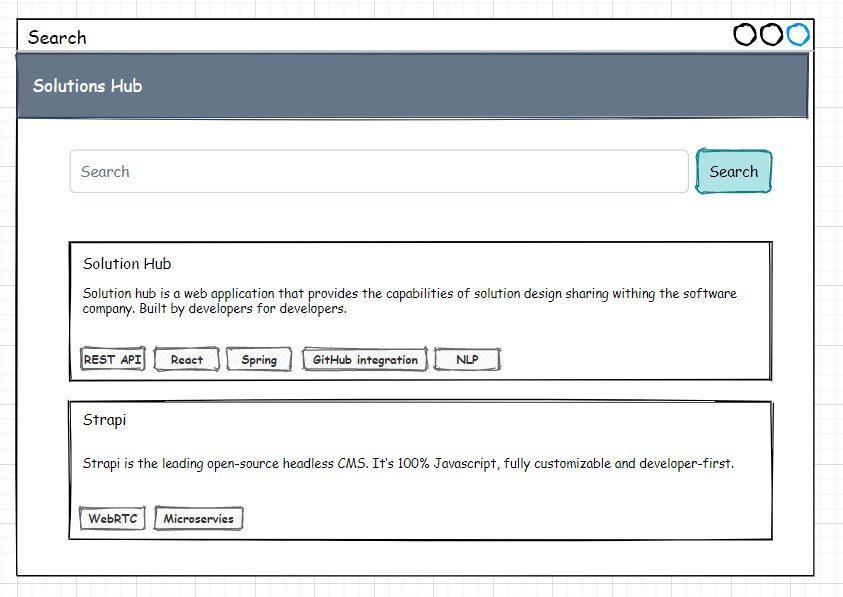 Search
Solutions Hub
Search
Search
Solution Hub
Solution hub is a web application that provides the capabilities of solution design sharing withing the software
company. Built by developers for developers.
REST API
React
Spring
GitHub integration
NLP
Strapi
Strapi is the leading open-source headless CMS. It's 100% Javascript, fully customizable and developer-first.
WebRTC
Microservies